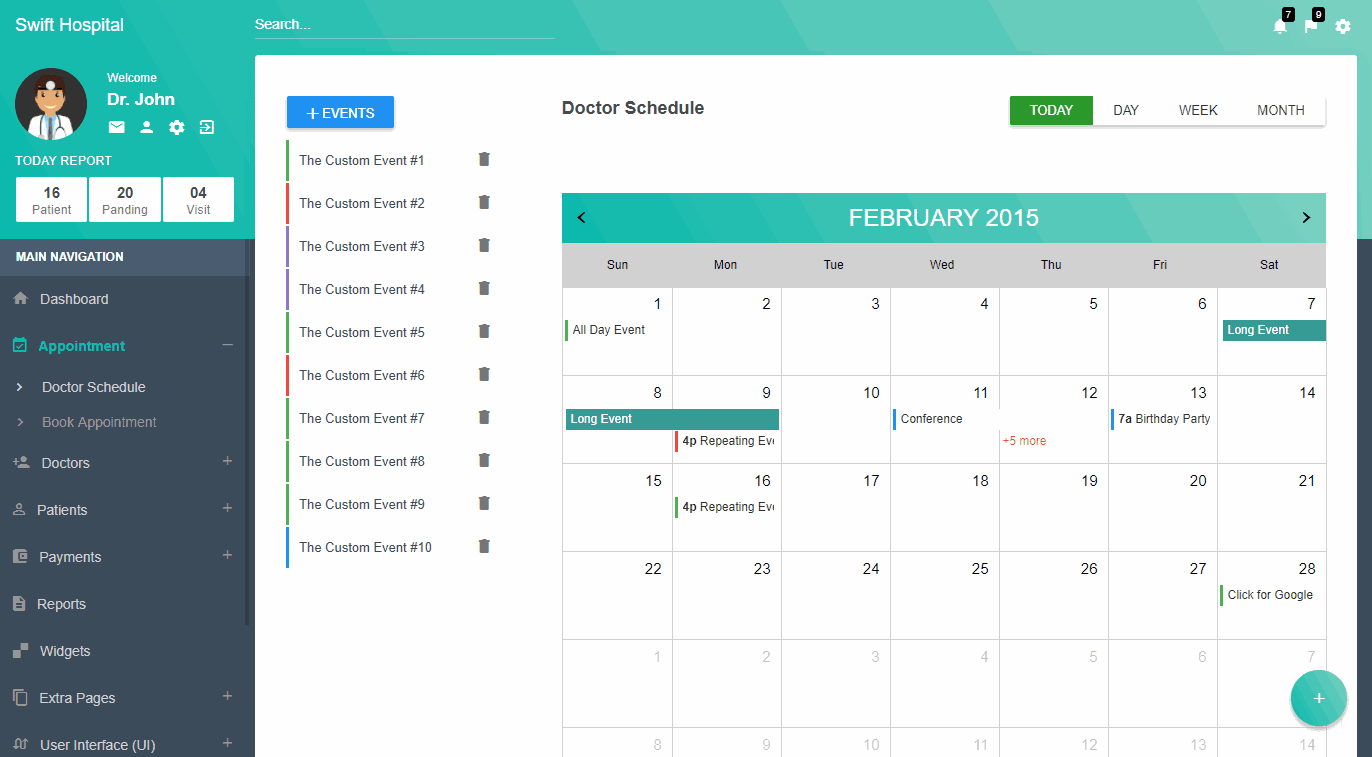 Swift Hospital
Search...
7
9
Welcome
Dr. John
TODAY REPORT
16 20 04
Patient Panding Visit
MAIN NAVIGATION
Dashboard
Appointment
Doctor Schedule
Book Appointment
Doctors
Patients
Payments
Reports
Widgets
Extra Pages
User Interface (UI)
+ EVENTS
The Custom Event #1
The Custom Event #2
The Custom Event #3
The Custom Event #4
The Custom Event #5
The Custom Event #6
The Custom Event #7
The Custom Event #8
The Custom Event #9
The Custom Event #10
Doctor Schedule
TODAY DAY WEEK MONTH
FEBRUARY 2015
Sun Mon Tue Wed Thu Fri Sat
1 2 3 4 5 6 7
All Day Event Long Event
8 9 10 11 12 13 14
Long Event Conference 7a Birthday Party
4p Repeating Eve +5 more
15 16 17 18 19 20 21
4p Repeating Eve
22 23 24 25 26 27 28
Click for Google
1 2 3 4 5 6 7
8 9 10 11 12 13 14